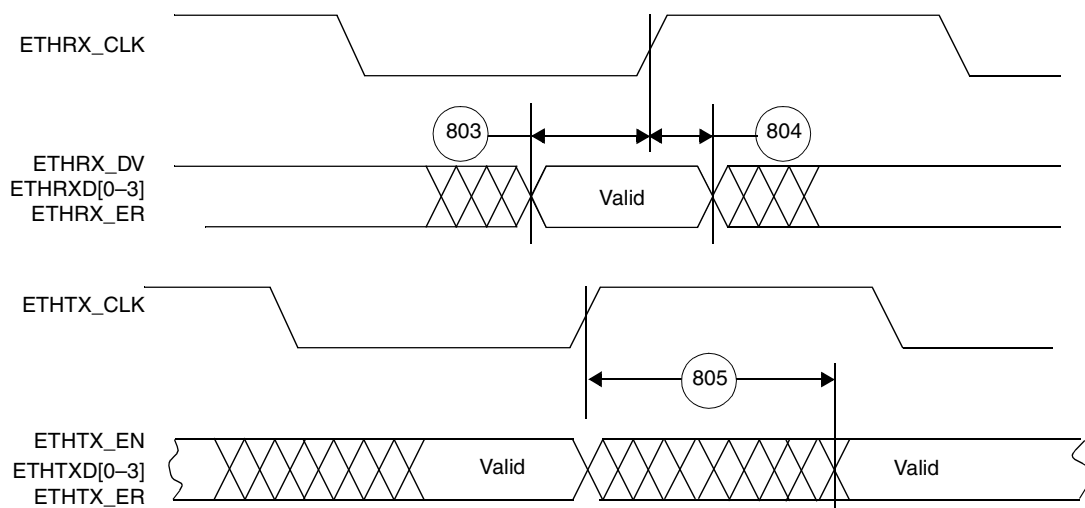 ETHRX_CLK
803
804
ETHRX_DV
ETHRXD[0–3]
ETHRX_ER
Valid
ETHTX_CLK
805
ETHTX_EN
ETHTXD[0–3]
ETHTX_ER
Valid
Valid